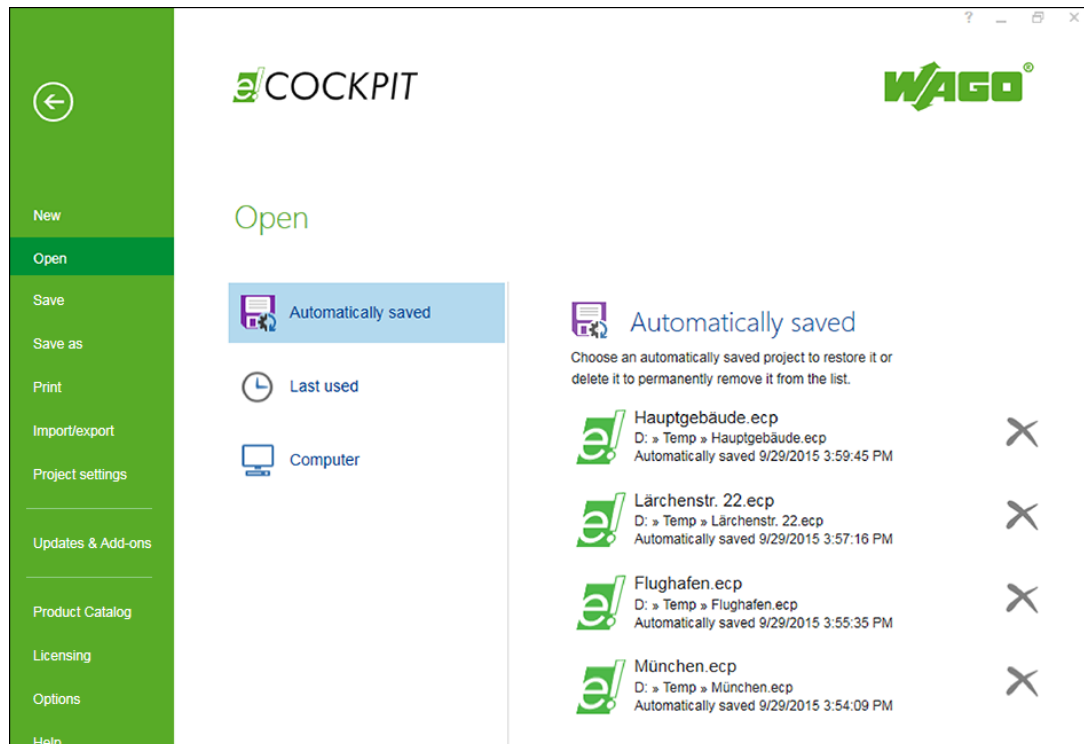 ?
e!COCKPIT
WAGO®
New
Open
Save
Save as
Print
Import/export
Project settings
Updates & Add-ons
Product Catalog
Licensing
Options
Help
Open
Automatically saved
Last used
Computer
Automatically saved
Choose an automatically saved project to restore it or
delete it to permanently remove it from the list.
e!
Hauptgebäude.ecp
D: » Temp » Hauptgebäude.ecp
Automatically saved 9/29/2015 3:59:45 PM
e!
Lärchenstr. 22.ecp
D: » Temp » Lärchenstr. 22.ecp
Automatically saved 9/29/2015 3:57:16 PM
e!
Flughafen.ecp
D: » Temp » Flughafen.ecp
Automatically saved 9/29/2015 3:55:35 PM
e!
München.ecp
D: » Temp » München.ecp
Automatically saved 9/29/2015 3:54:09 PM